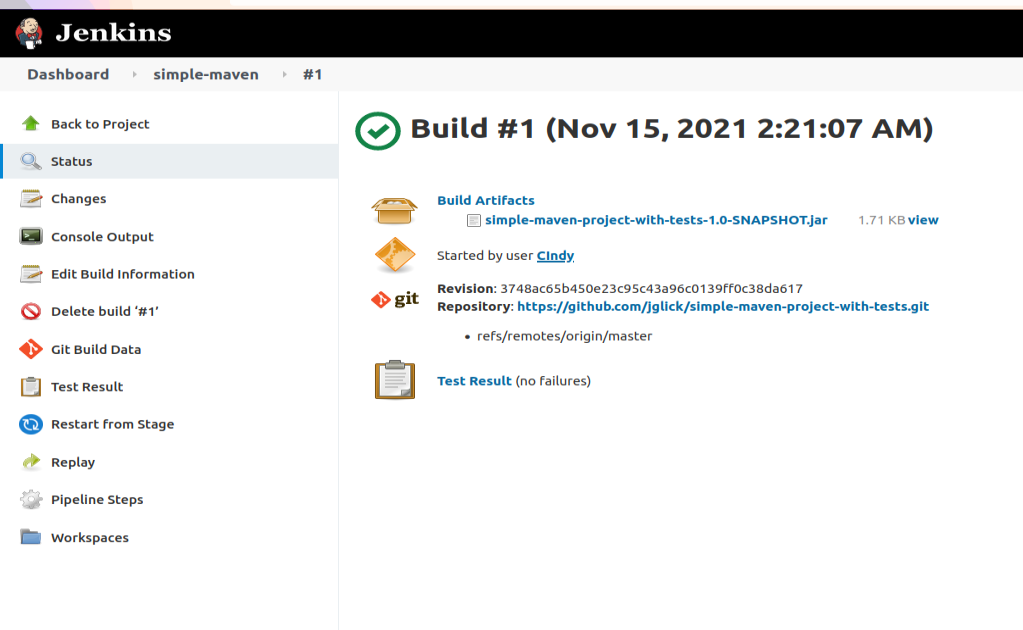 Jenkins
Dashboard simple-maven #1
Back to Project
Status
Changes
Console Output
Edit Build Information
Delete build ‘#1’
Git Build Data
Test Result
Restart from Stage
Replay
Pipeline Steps
Workspaces
Build #1 (Nov 15, 2021 2:21:07 AM)
Build Artifacts
simple-maven-project-with-tests-1.0-SNAPSHOT.jar 1.71 KB view
Started by user CIndy
git
Revision: 3748ac65b450e23c95c43a96c0139ff0c38da617
Repository: https://github.com/jglick/simple-maven-project-with-tests.git
• refs/remotes/origin/master
Test Result (no failures)